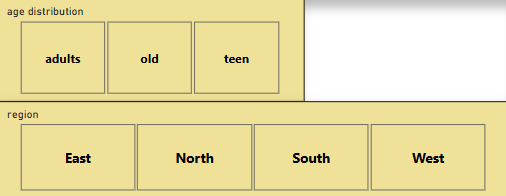 age distribution
adults old teen
region
East North South West